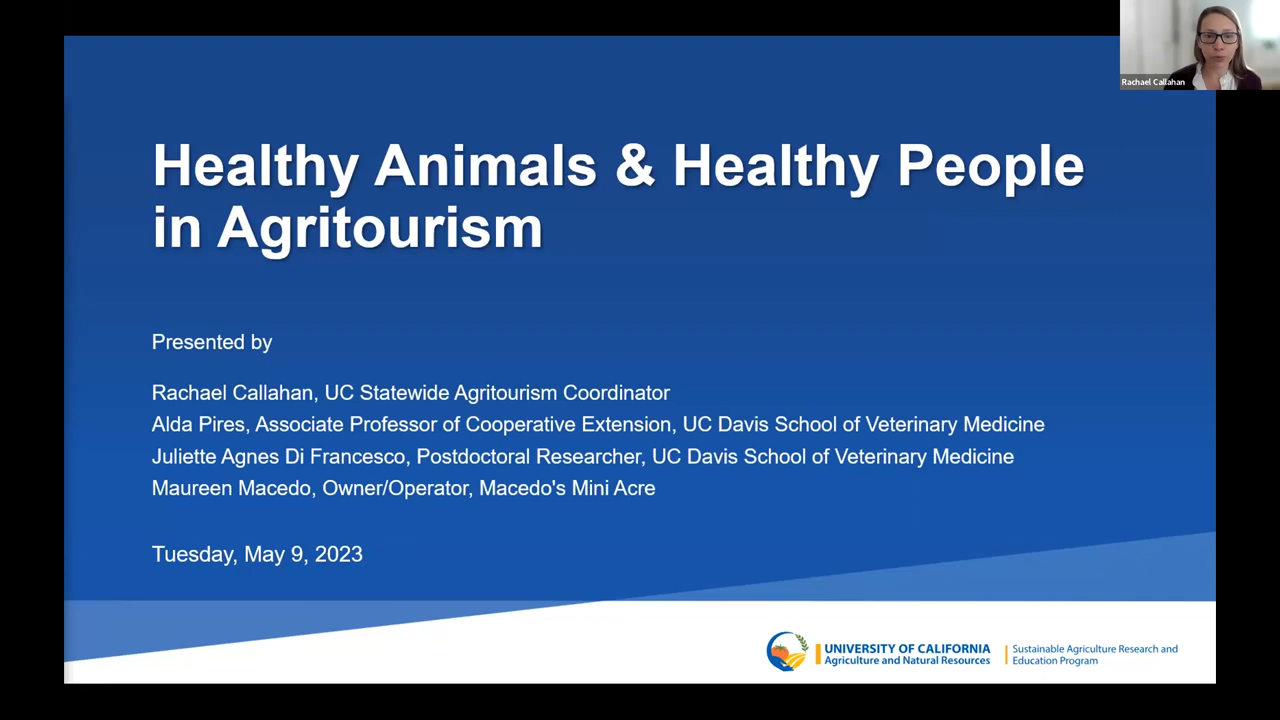 Rachael Callahan
Healthy Animals & Healthy People
in Agritourism
Presented by
Rachael Callahan, UC Statewide Agritourism Coordinator
Alda Pires, Associate Professor of Cooperative Extension, UC Davis School of Veterinary Medicine
Juliette Agnes Di Francesco, Postdoctoral Researcher, UC Davis School of Veterinary Medicine
Maureen Macedo, Owner/Operator, Macedo's Mini Acre
Tuesday, May 9, 2023
UNIVERSITY OF CALIFORNIA
Agriculture and Natural Resources
Sustainable Agriculture Research and
Education Program